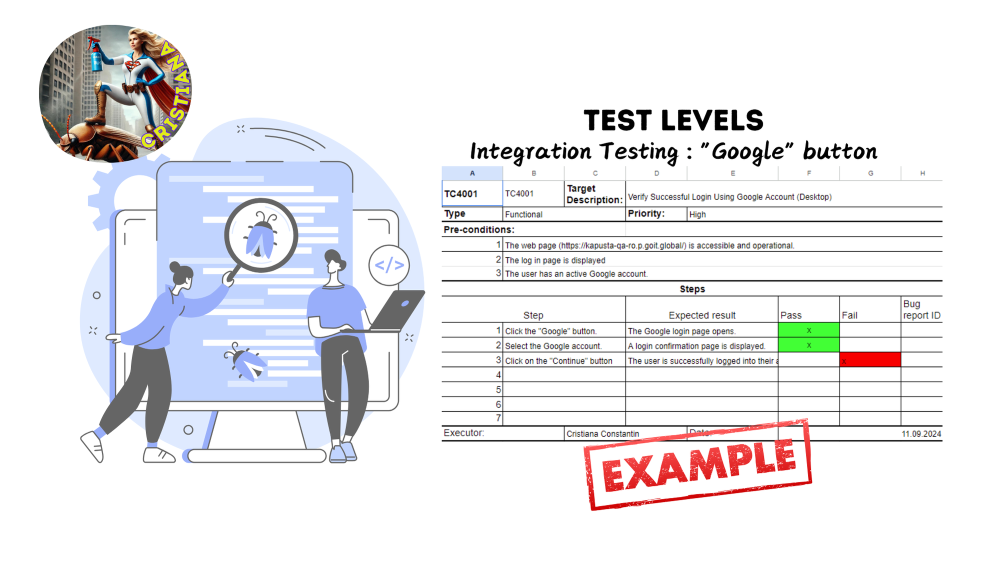 CRISTIANA
BUG
</>
TEST LEVELS
Integration Testing : "Google" button
A B C D E F G H
TC4001 TC4001 Target Description: Verify Successful Login Using Google Account (Desktop)
Type Functional Priority: High
Pre-conditions:
1 The web page (https://kapusta-qa-ro.p.goit.global/) is accessible and operational.
2 The log in page is displayed
3 The user has an active Google account.
Steps
Step Expected result Pass Fail Bug report ID
1 Click the "Google" button. The Google login page opens. X
2 Select the Google account. A login confirmation page is displayed. X
3 Click on the "Continue" button The user is successfully logged into their x
4
5
6
7
Executor: Cristiana Constantin Date: 11.09.2024
EXAMPLE